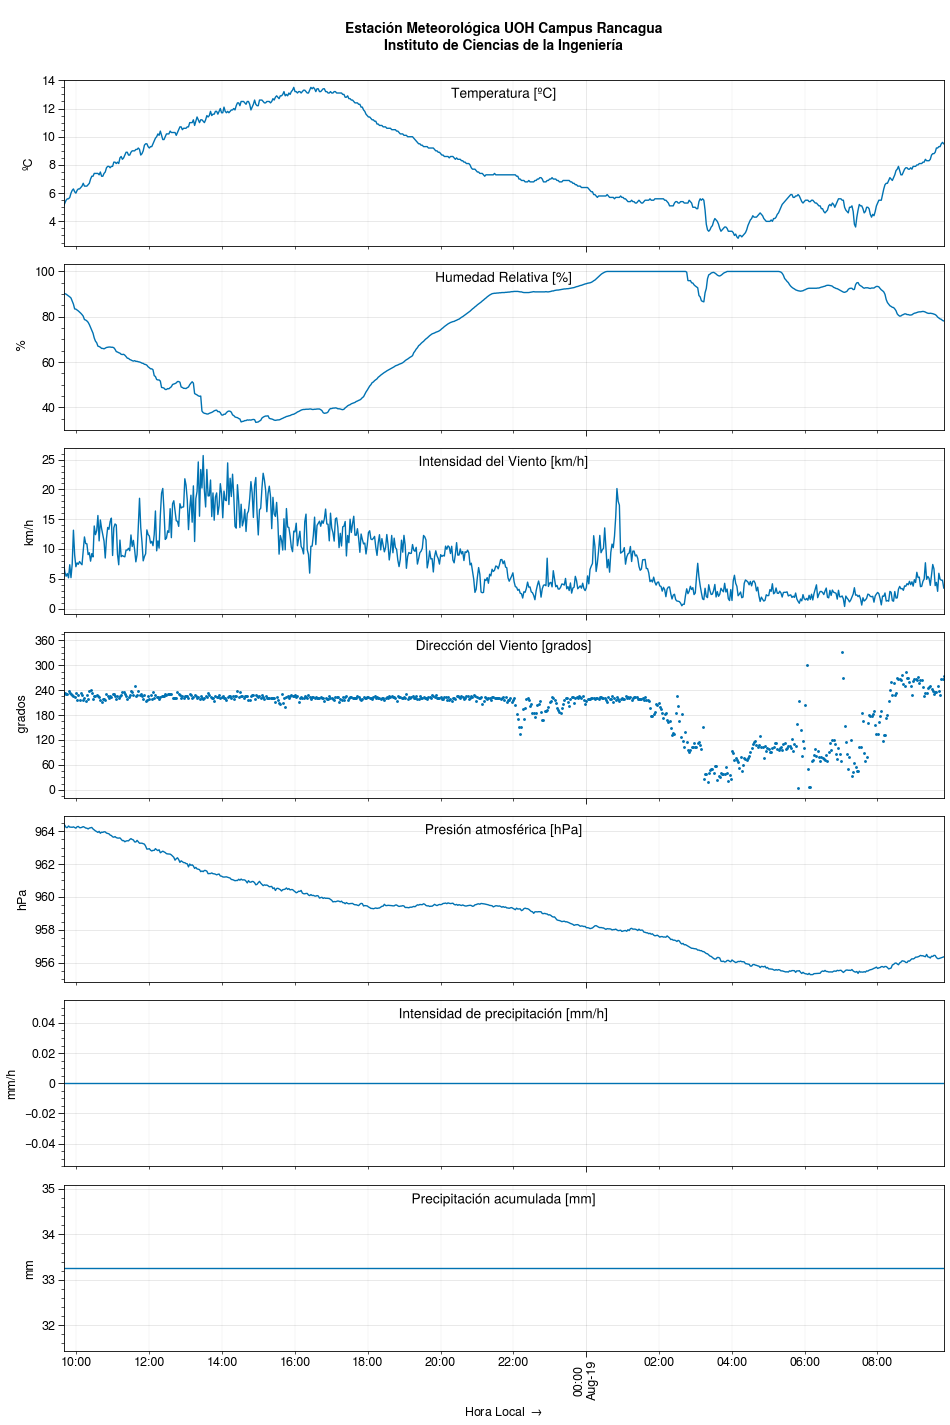 Estación Meteorológica UOH Campus Rancagua
Instituto de Ciencias de la Ingeniería
Temperatura [ºC]
ºC
14
12
10
8
6
4
Humedad Relativa [%]
%
100
80
60
40
Intensidad del Viento [km/h]
km/h
25
20
15
10
5
0
Dirección del Viento [grados]
grados
360
300
240
180
120
60
0
Presión atmosférica [hPa]
hPa
964
962
960
958
956
Intensidad de precipitación [mm/h]
mm/h
0.04
0.02
0
−0.02
−0.04
Precipitación acumulada [mm]
mm
35
34
33
32
10:00 12:00 14:00 16:00 18:00 20:00 22:00 00:00 02:00 04:00 06:00 08:00
Aug-19
Hora Local →